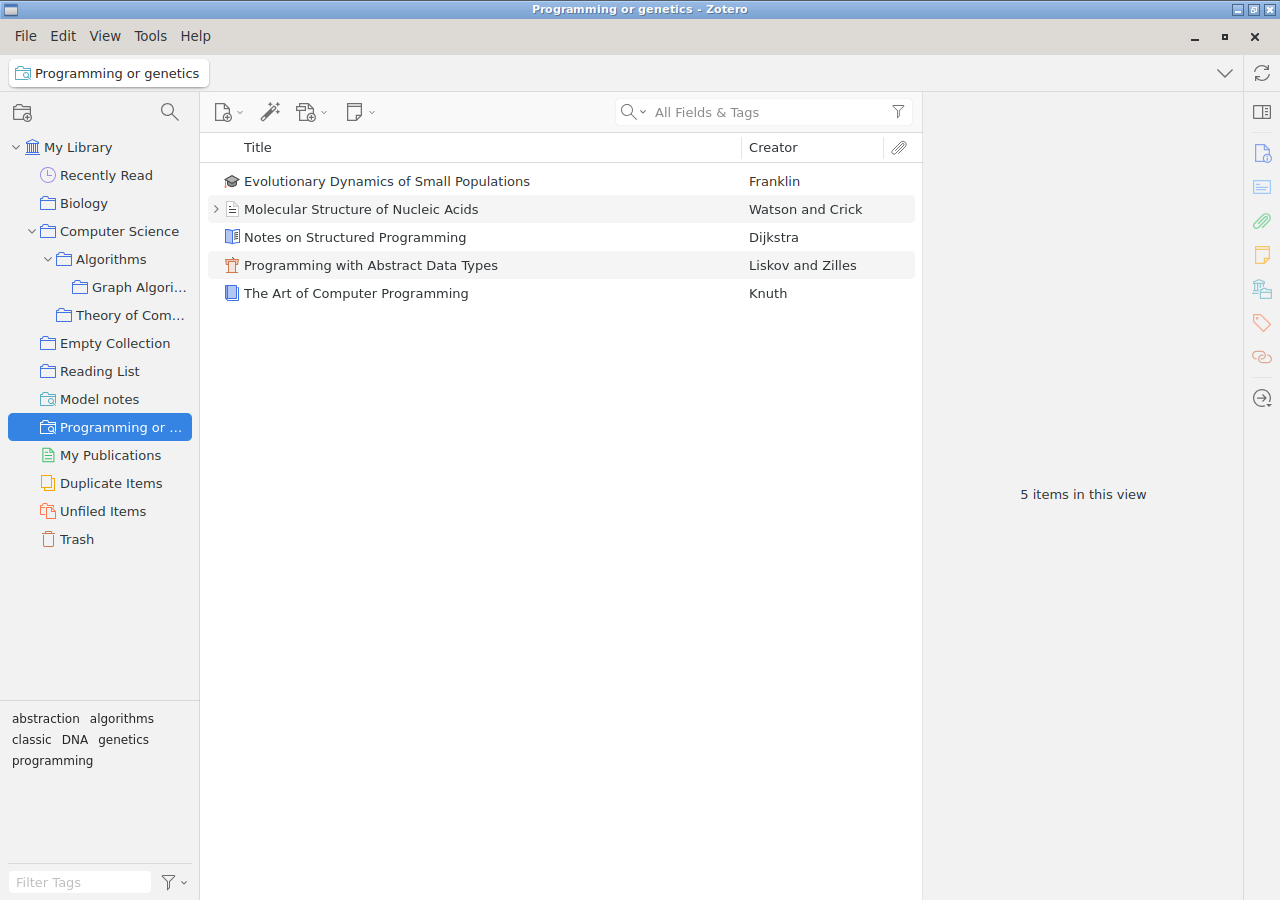 Programming or genetics - Zotero
File Edit View Tools Help
Programming or genetics
All Fields & Tags
My Library
Recently Read
Biology
Computer Science
Algorithms
Graph Algori...
Theory of Com...
Empty Collection
Reading List
Model notes
Programming or ...
My Publications
Duplicate Items
Unfiled Items
Trash
Title Creator
Evolutionary Dynamics of Small Populations Franklin
Molecular Structure of Nucleic Acids Watson and Crick
Notes on Structured Programming Dijkstra
Programming with Abstract Data Types Liskov and Zilles
The Art of Computer Programming Knuth
5 items in this view
abstraction algorithms
classic DNA genetics
programming
Filter Tags